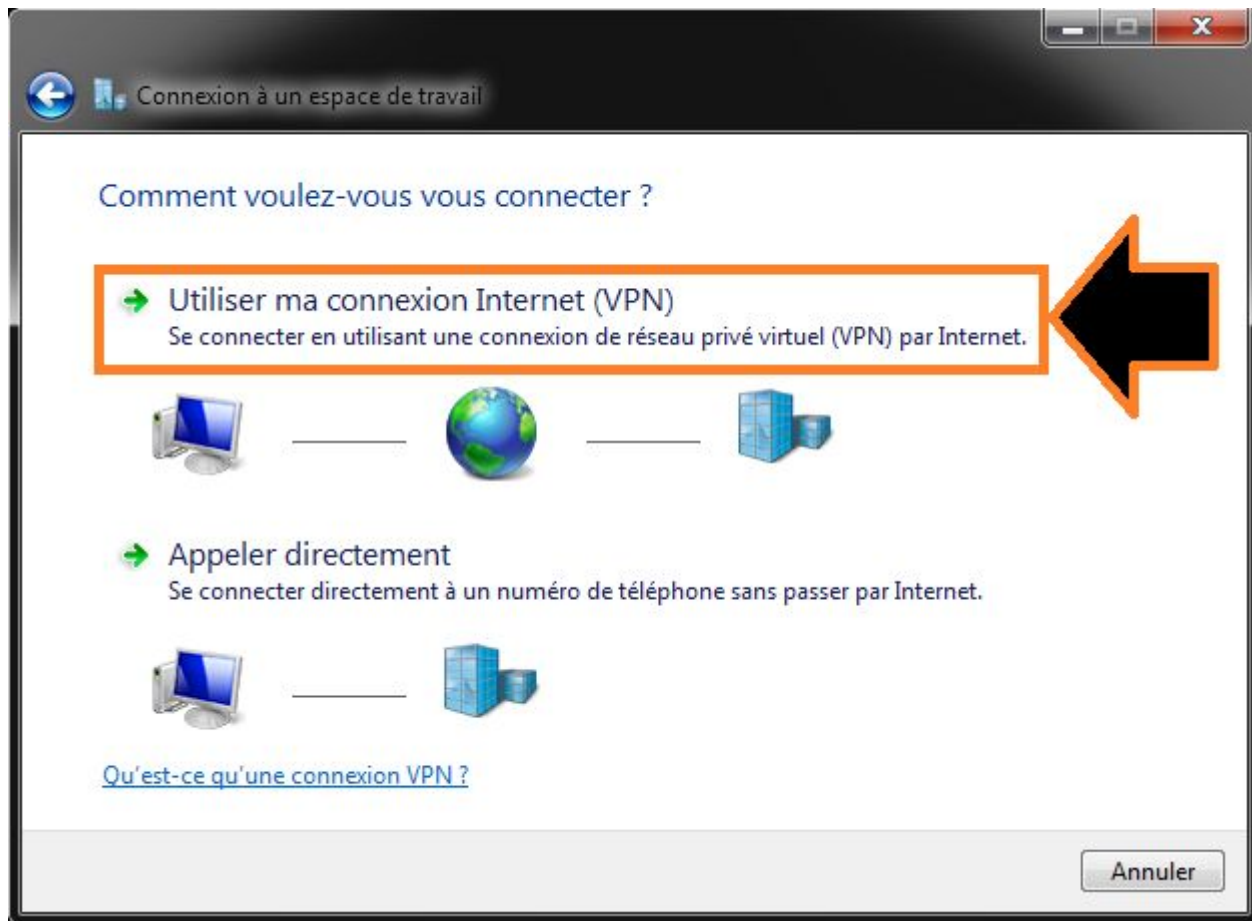 Connexion à un espace de travail
Comment voulez-vous vous connecter ?
Utiliser ma connexion Internet (VPN)
Se connecter en utilisant une connexion de réseau privé virtuel (VPN) par Internet.
Appeler directement
Se connecter directement à un numéro de téléphone sans passer par Internet.
Qu'est-ce qu'une connexion VPN ?
Annuler